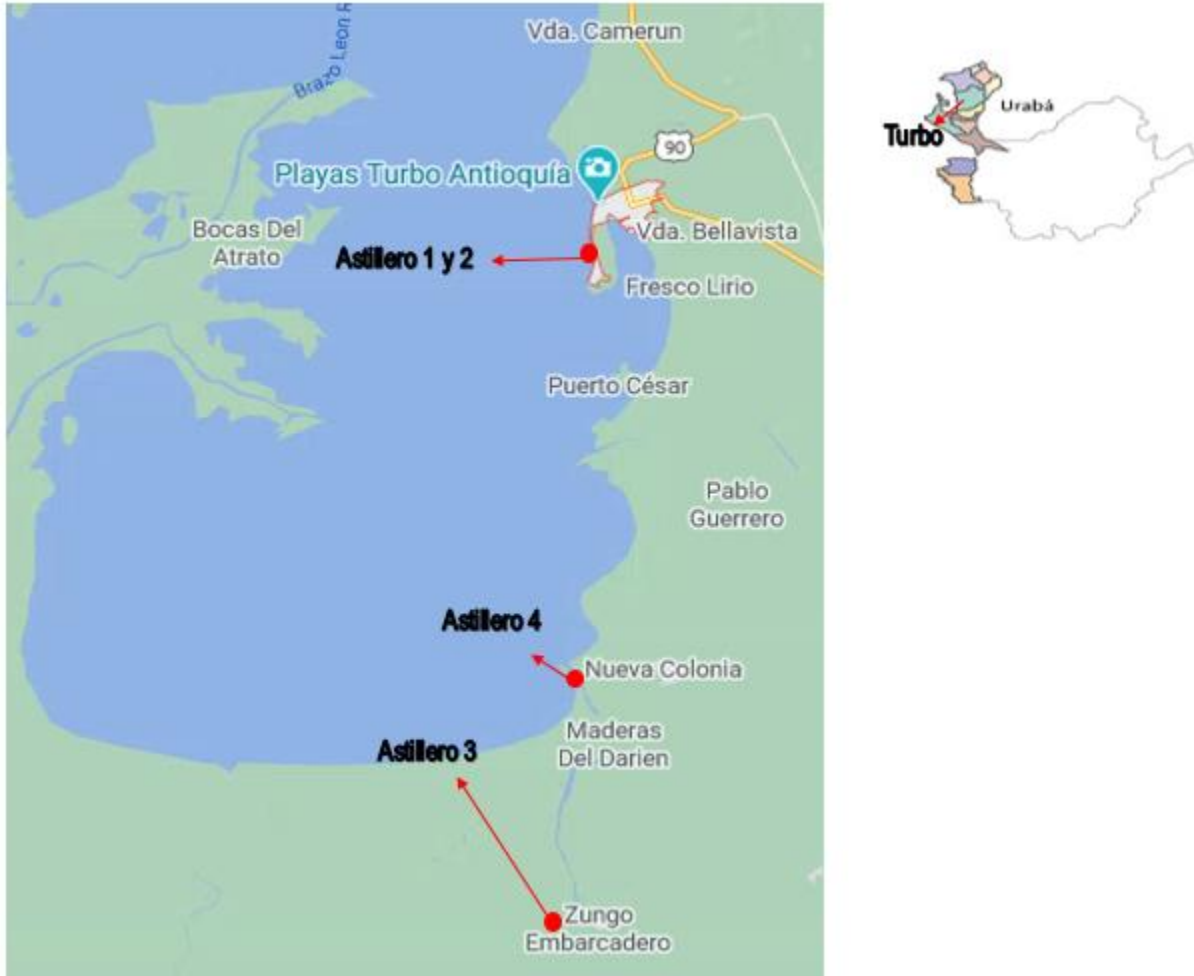 Vda. Camerun
Brazo Leon R
90
Playas Turbo Antioquía
Bocas Del
Atrato
Vda. Bellavista
Astillero 1 y 2
Fresco Lirio
Puerto César
Pablo
Guerrero
Astillero 4
Nueva Colonia
Maderas
Del Darien
Astillero 3
Zungo
Embarcadero
Urabá
Turbo